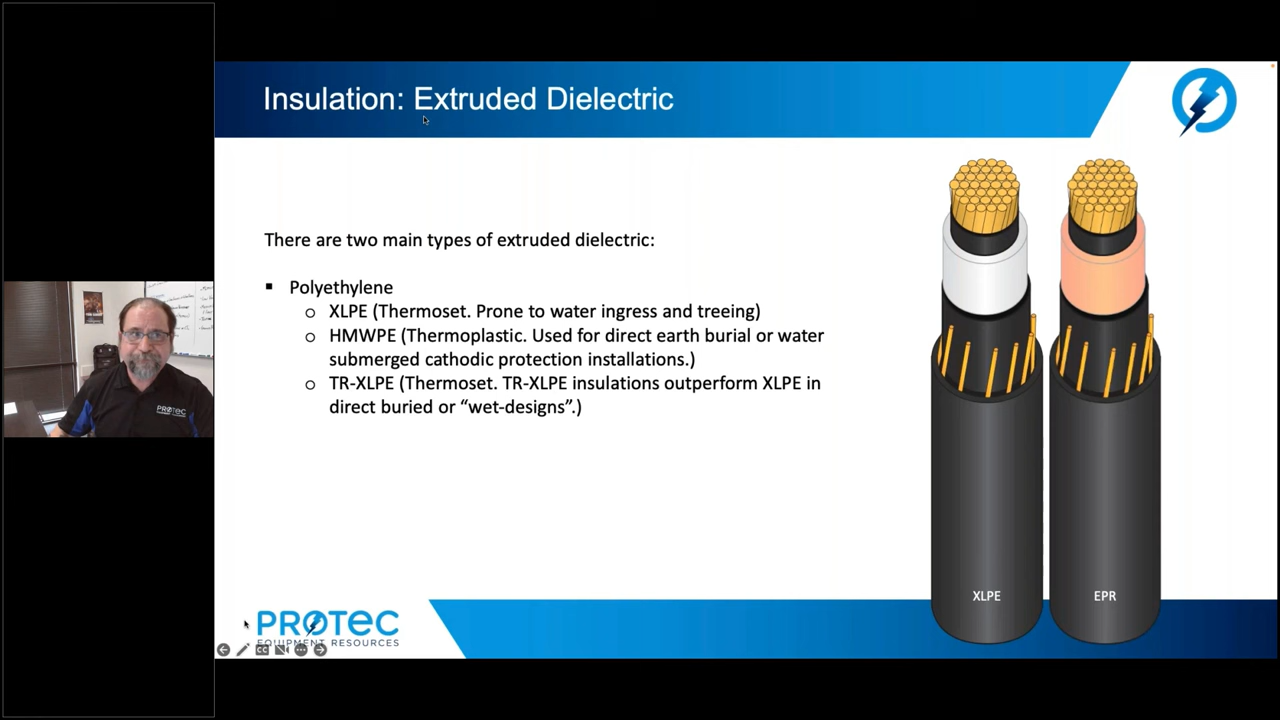 Insulation: Extruded Dielectric
There are two main types of extruded dielectric:
▪ Polyethylene
o XLPE (Thermoset. Prone to water ingress and treeing)
o HMWPE (Thermoplastic. Used for direct earth burial or water
submerged cathodic protection installations.)
o TR-XLPE (Thermoset. TR-XLPE insulations outperform XLPE in
direct buried or “wet-designs”.)
XLPE
EPR
PROTEC
EQUIPMENT RESOURCES
CC
PROTEC